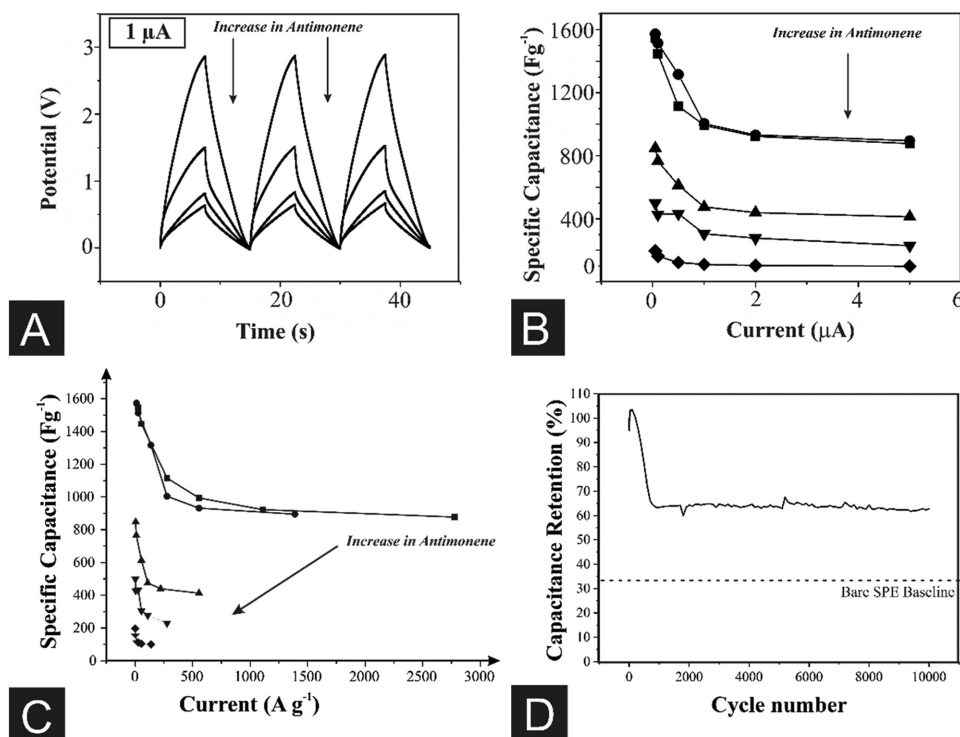 1 μA
Increase in Antimonene
Potential (V)
3
2
1
0
0
20
40
Time (s)
A
Increase in Antimonene
Specific Capacitance (Fg⁻¹)
1600
1200
800
400
0
0
2
4
6
Current (μA)
B
Specific Capacitance (Fg⁻¹)
1600
1400
1200
1000
800
600
400
200
0
Increase in Antimonene
0
500
1000
1500
2000
2500
3000
Current (A g⁻¹)
C
Capacitance Retention (%)
110
100
90
80
70
60
50
40
30
20
10
0
Bare SPE Baseline
0
2000
4000
6000
8000
10000
Cycle number
D